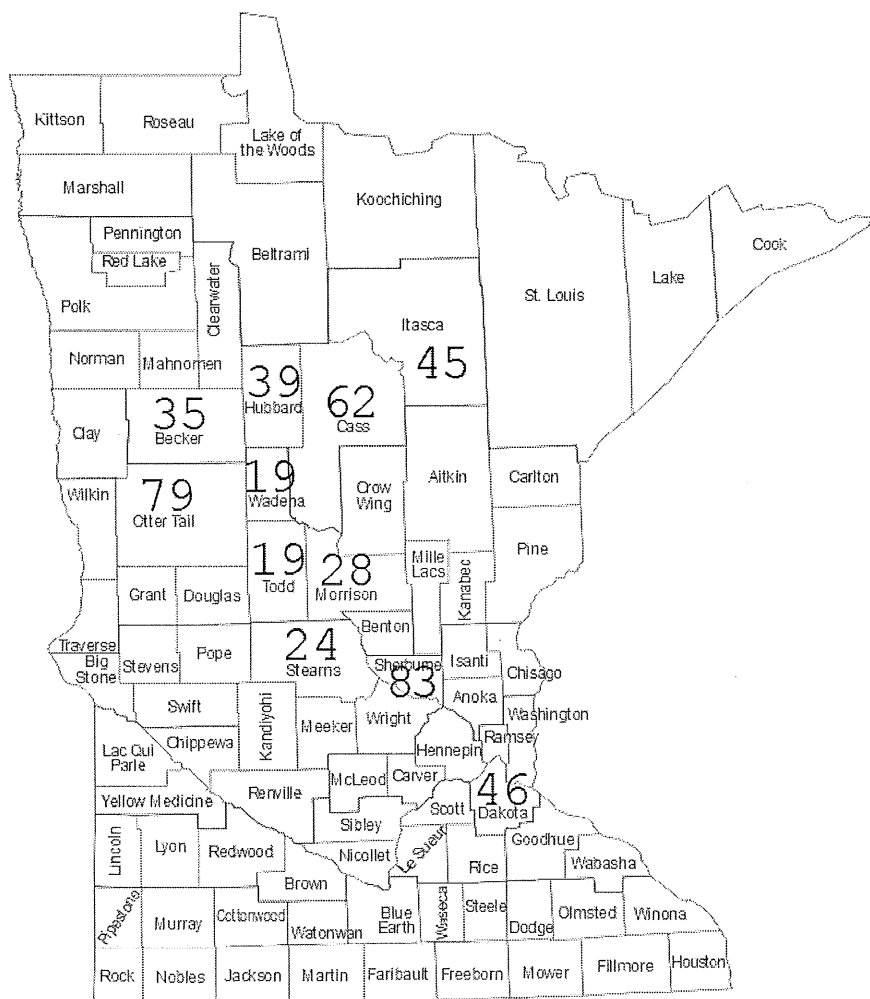 Kittson
Roseau
Lake of
the Woods
Marshall
Koochiching
Pennington
Red Lake
Beltrami
Clearwater
Polk
St. Louis
Lake
Cook
Itasca
45
Norman
Mahnomen
39
Hubbard
62
Cass
35
Becker
Clay
19
Wadena
Crow
Wing
Aitkin
Carlton
79
Otter Tail
Wilkin
Pine
19
Todd
28
Morrison
Mille
Lacs
Kanabec
Grant
Douglas
Benton
Traverse
Big
Stone
Stevens
Pope
24
Stearns
Sherburne
83
Isanti
Chisago
Swift
Kandiyohi
Meeker
Wright
Anoka
Washington
Ramsey
Hennepin
Lac Qui
Parle
Chippewa
McLeod
Carver
46
Dakota
Scott
Yellow Medicine
Renville
Sibley
Lincoln
Lyon
Redwood
Nicollet
Le Sueur
Rice
Goodhue
Wabasha
Brown
Pipestone
Murray
Cottonwood
Watonwan
Blue
Earth
Waseca
Steele
Dodge
Olmsted
Winona
Rock
Nobles
Jackson
Martin
Faribault
Freeborn
Mower
Fillmore
Houston